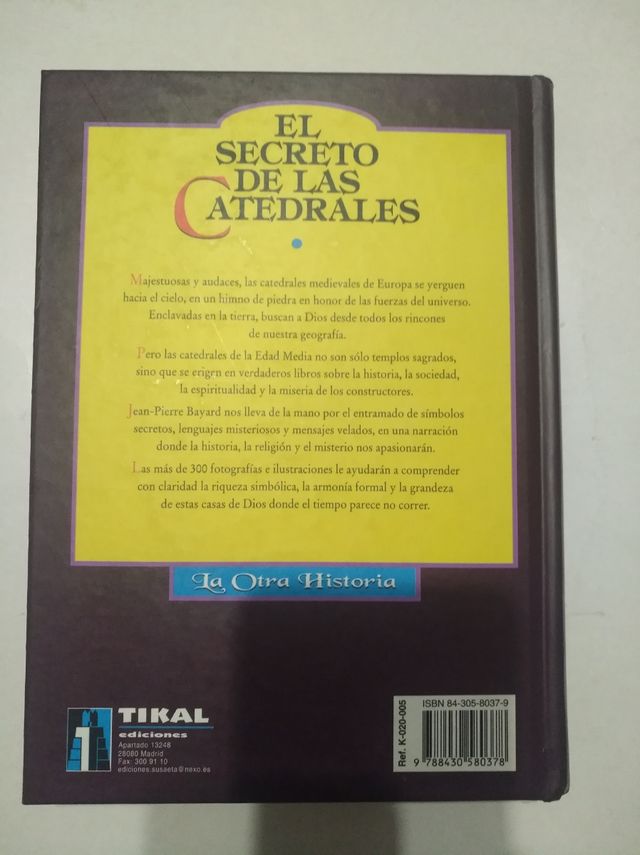 EL
SECRETO
DE LAS
CATEDRALES
Majestuosas y audaces, las catedrales medievales de Europa se yerguen
hacia el cielo, en un himno de piedra en honor de las fuerzas del universo.
Enclavadas en la tierra, buscan a Dios desde todos los rincones
de nuestra geografía.
Pero las catedrales de la Edad Media no son sólo templos sagrados,
sino que se erigen en verdaderos libros sobre la historia, la sociedad,
la espiritualidad y la miseria de los constructores.
Jean-Pierre Bayard nos lleva de la mano por el entramado de símbolos
secretos, lenguajes misteriosos y mensajes velados, en una narración
donde la historia, la religión y el misterio nos apasionarán.
Las más de 300 fotografías e ilustraciones le ayudarán a comprender
con claridad la riqueza simbólica, la armonía formal y la grandeza
de estas casas de Dios donde el tiempo parece no correr.
La Otra Historia
TIKAL
ediciones
Apartado 13248
28080 Madrid
Fax: 300 91 10
ediciones.susaeta@nexo.es
Ref. K-020-005
ISBN 84-305-8037-9
9 788430 580378